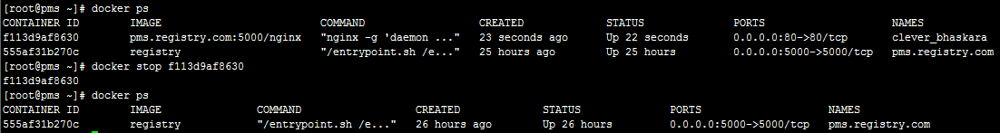 [root@pms ~]# docker ps
CONTAINER ID        IMAGE                         COMMAND                  CREATED             STATUS              PORTS                    NAMES
f113d9af8630        pms.registry.com:5000/nginx   "nginx -g 'daemon ..."   23 seconds ago      Up 22 seconds       0.0.0.0:80->80/tcp       clever_bhaskara
555af31b270c        registry                      "/entrypoint.sh /e..."   25 hours ago        Up 25 hours         0.0.0.0:5000->5000/tcp   pms.registry.com
[root@pms ~]# docker stop f113d9af8630
f113d9af8630
[root@pms ~]# docker ps
CONTAINER ID        IMAGE               COMMAND                  CREATED             STATUS              PORTS                    NAMES
555af31b270c        registry            "/entrypoint.sh /e..."   26 hours ago        Up 26 hours         0.0.0.0:5000->5000/tcp   pms.registry.com